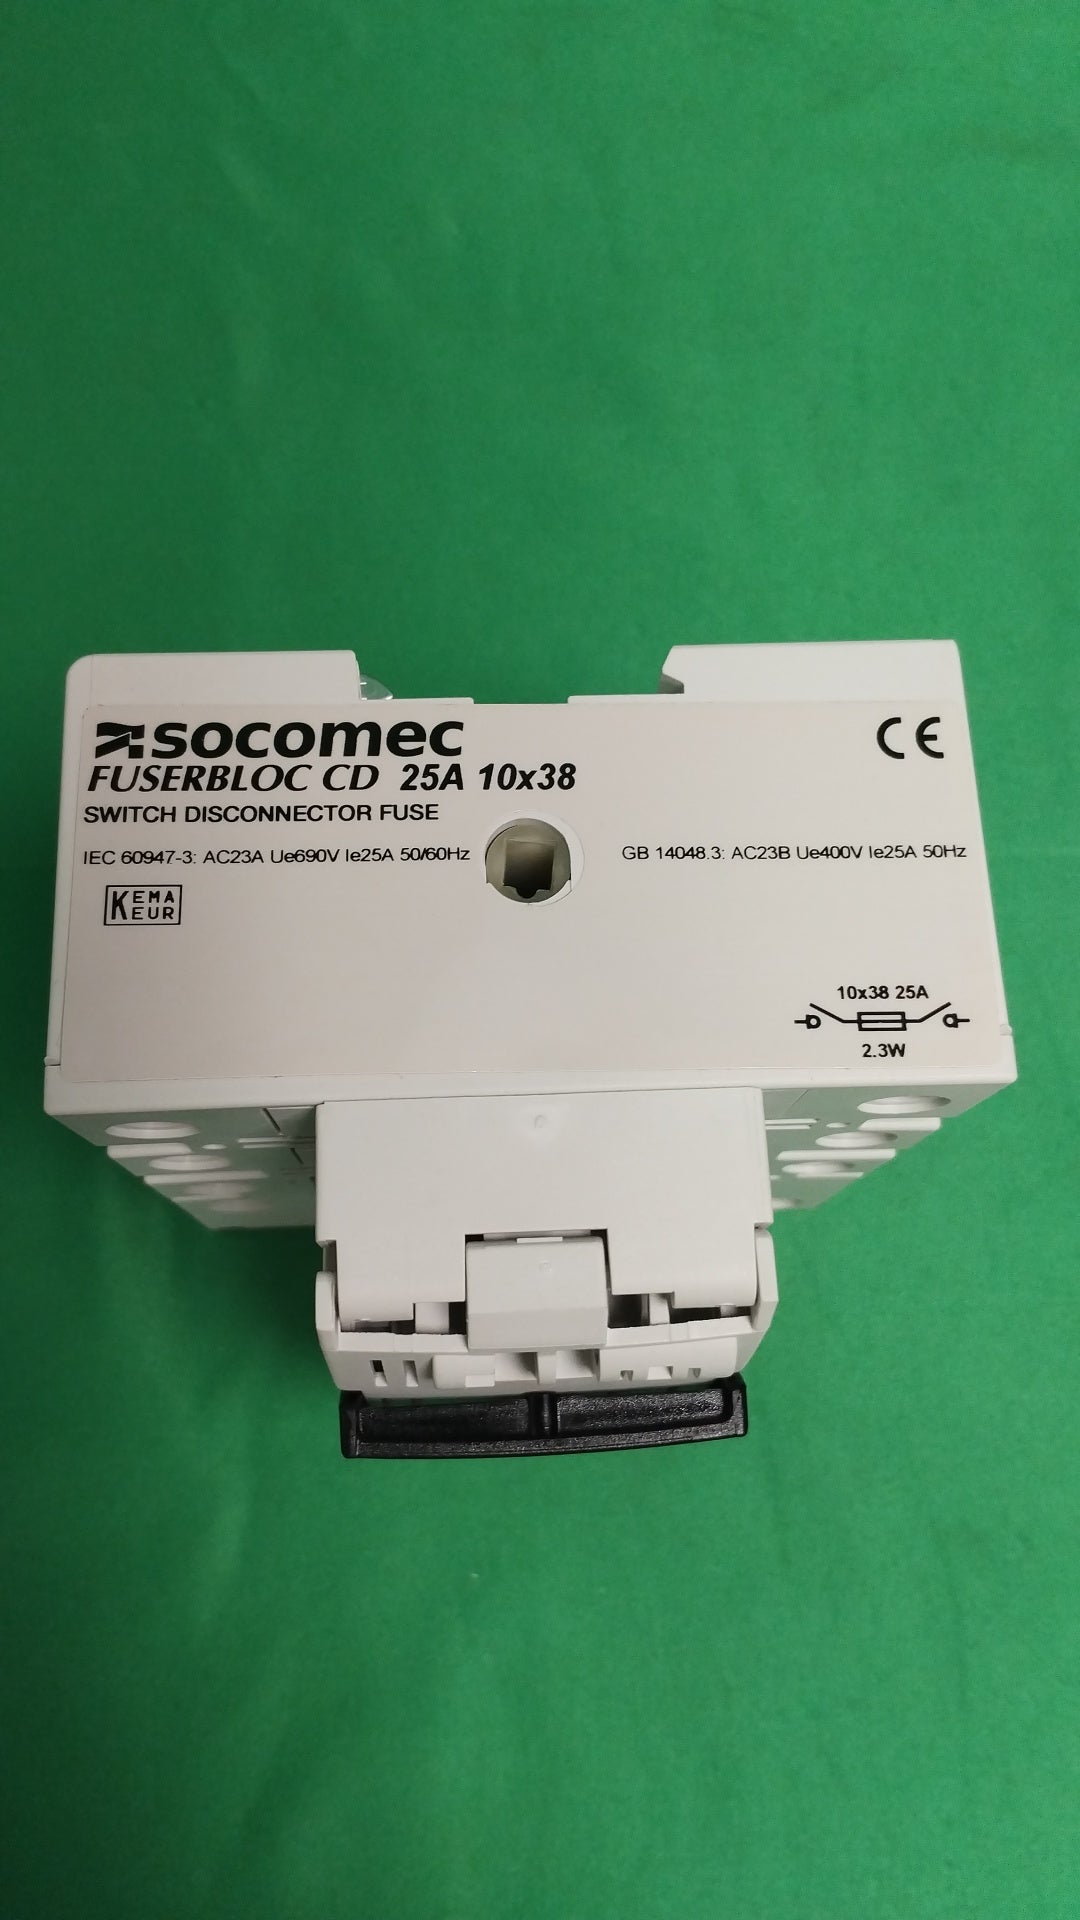 socomec
FUSERBLOC CD 25A 10x38
SWITCH DISCONNECTOR FUSE
IEC 60947-3: AC23A Ue690V Ie25A 50/60Hz
KEMA
EUR
CE
GB 14048.3: AC23B Ue400V Ie25A 50Hz
10x38 25A
2.3W